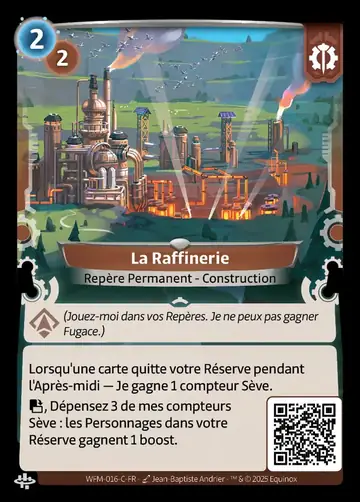 2
2
La Raffinerie
Repère Permanent - Construction
(Jouez-moi dans vos Repères. Je ne peux pas gagner
Fugace.)
Lorsqu'une carte quitte votre Réserve pendant
l'Après-midi — Je gagne 1 compteur Sève.
, Dépensez 3 de mes compteurs
Sève : les Personnages dans votre
Réserve gagnent 1 boost.
WFM-016-C-FR - Jean-Baptiste Andrier - ™ & © 2025 Equinox